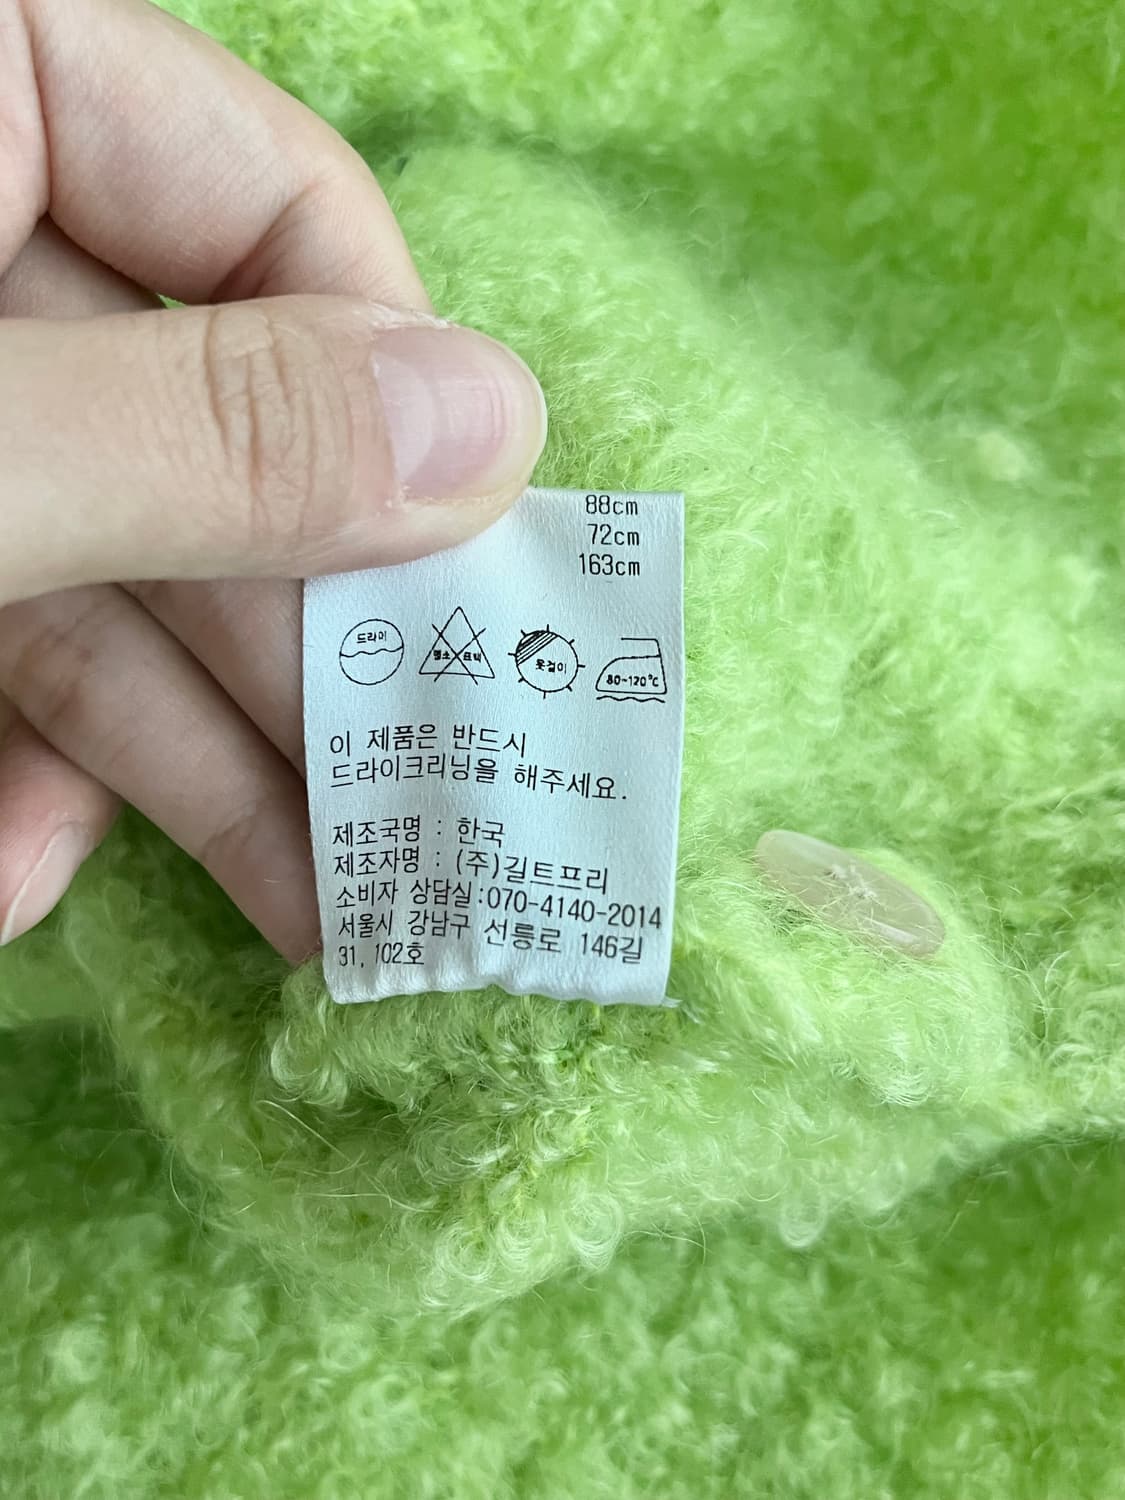 88cm
72cm
163cm
드라이
염소 표백
옷걸이
80~120℃
이 제품은 반드시
드라이크리닝을 해주세요.
제조국명 : 한국
제조자명 : (주)길트프리
소비자 상담실:070-4140-2014
서울시 강남구 선릉로 146길
31, 102호